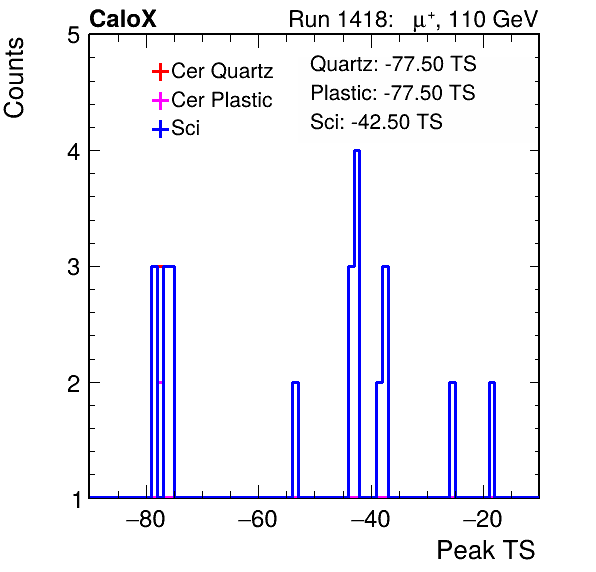 CaloX Run 1418: μ⁺, 110 GeV
Counts
Cer Quartz
Cer Plastic
Sci
Quartz: -77.50 TS
Plastic: -77.50 TS
Sci: -42.50 TS
5
4
3
2
1
−80 −60 −40 −20
Peak TS